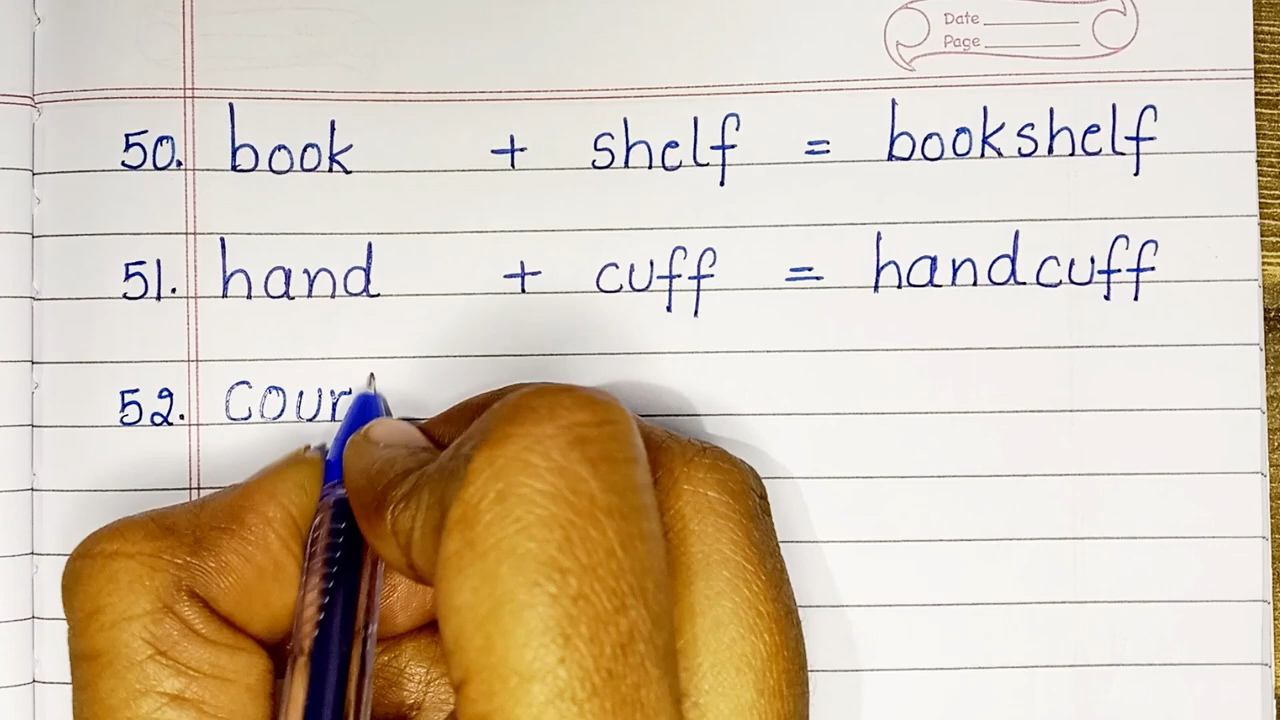 Date
Page
50. book + shelf = bookshelf
51. hand + cuff = handcuff
52. cour